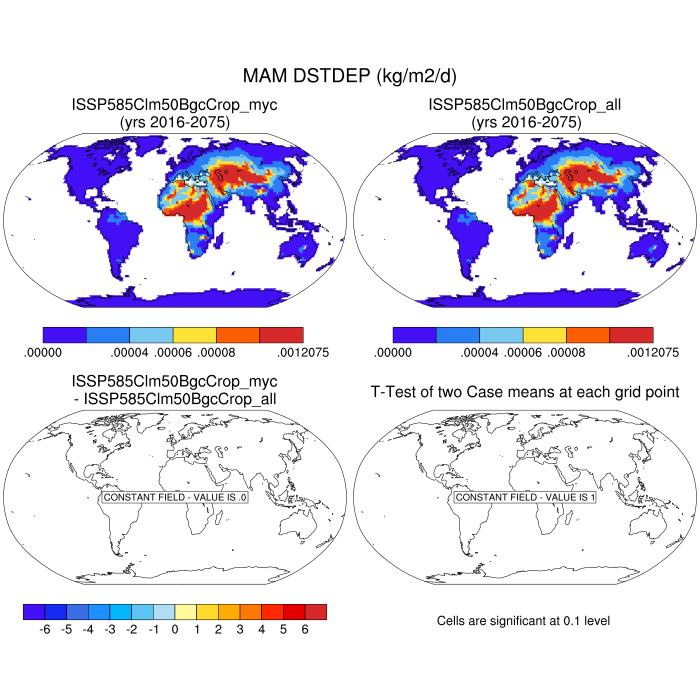 MAM DSTDEP (kg/m2/d)
ISSP585Clm50BgcCrop_myc
(yrs 2016-2075)
ISSP585Clm50BgcCrop_all
(yrs 2016-2075)
.00000 .00004 .00006 .00008 .0012075
.00000 .00004 .00006 .00008 .0012075
ISSP585Clm50BgcCrop_myc
- ISSP585Clm50BgcCrop_all
T-Test of two Case means at each grid point
CONSTANT FIELD - VALUE IS .0
CONSTANT FIELD - VALUE IS 1
-6 -5 -4 -3 -2 -1 0 1 2 3 4 5 6
Cells are significant at 0.1 level